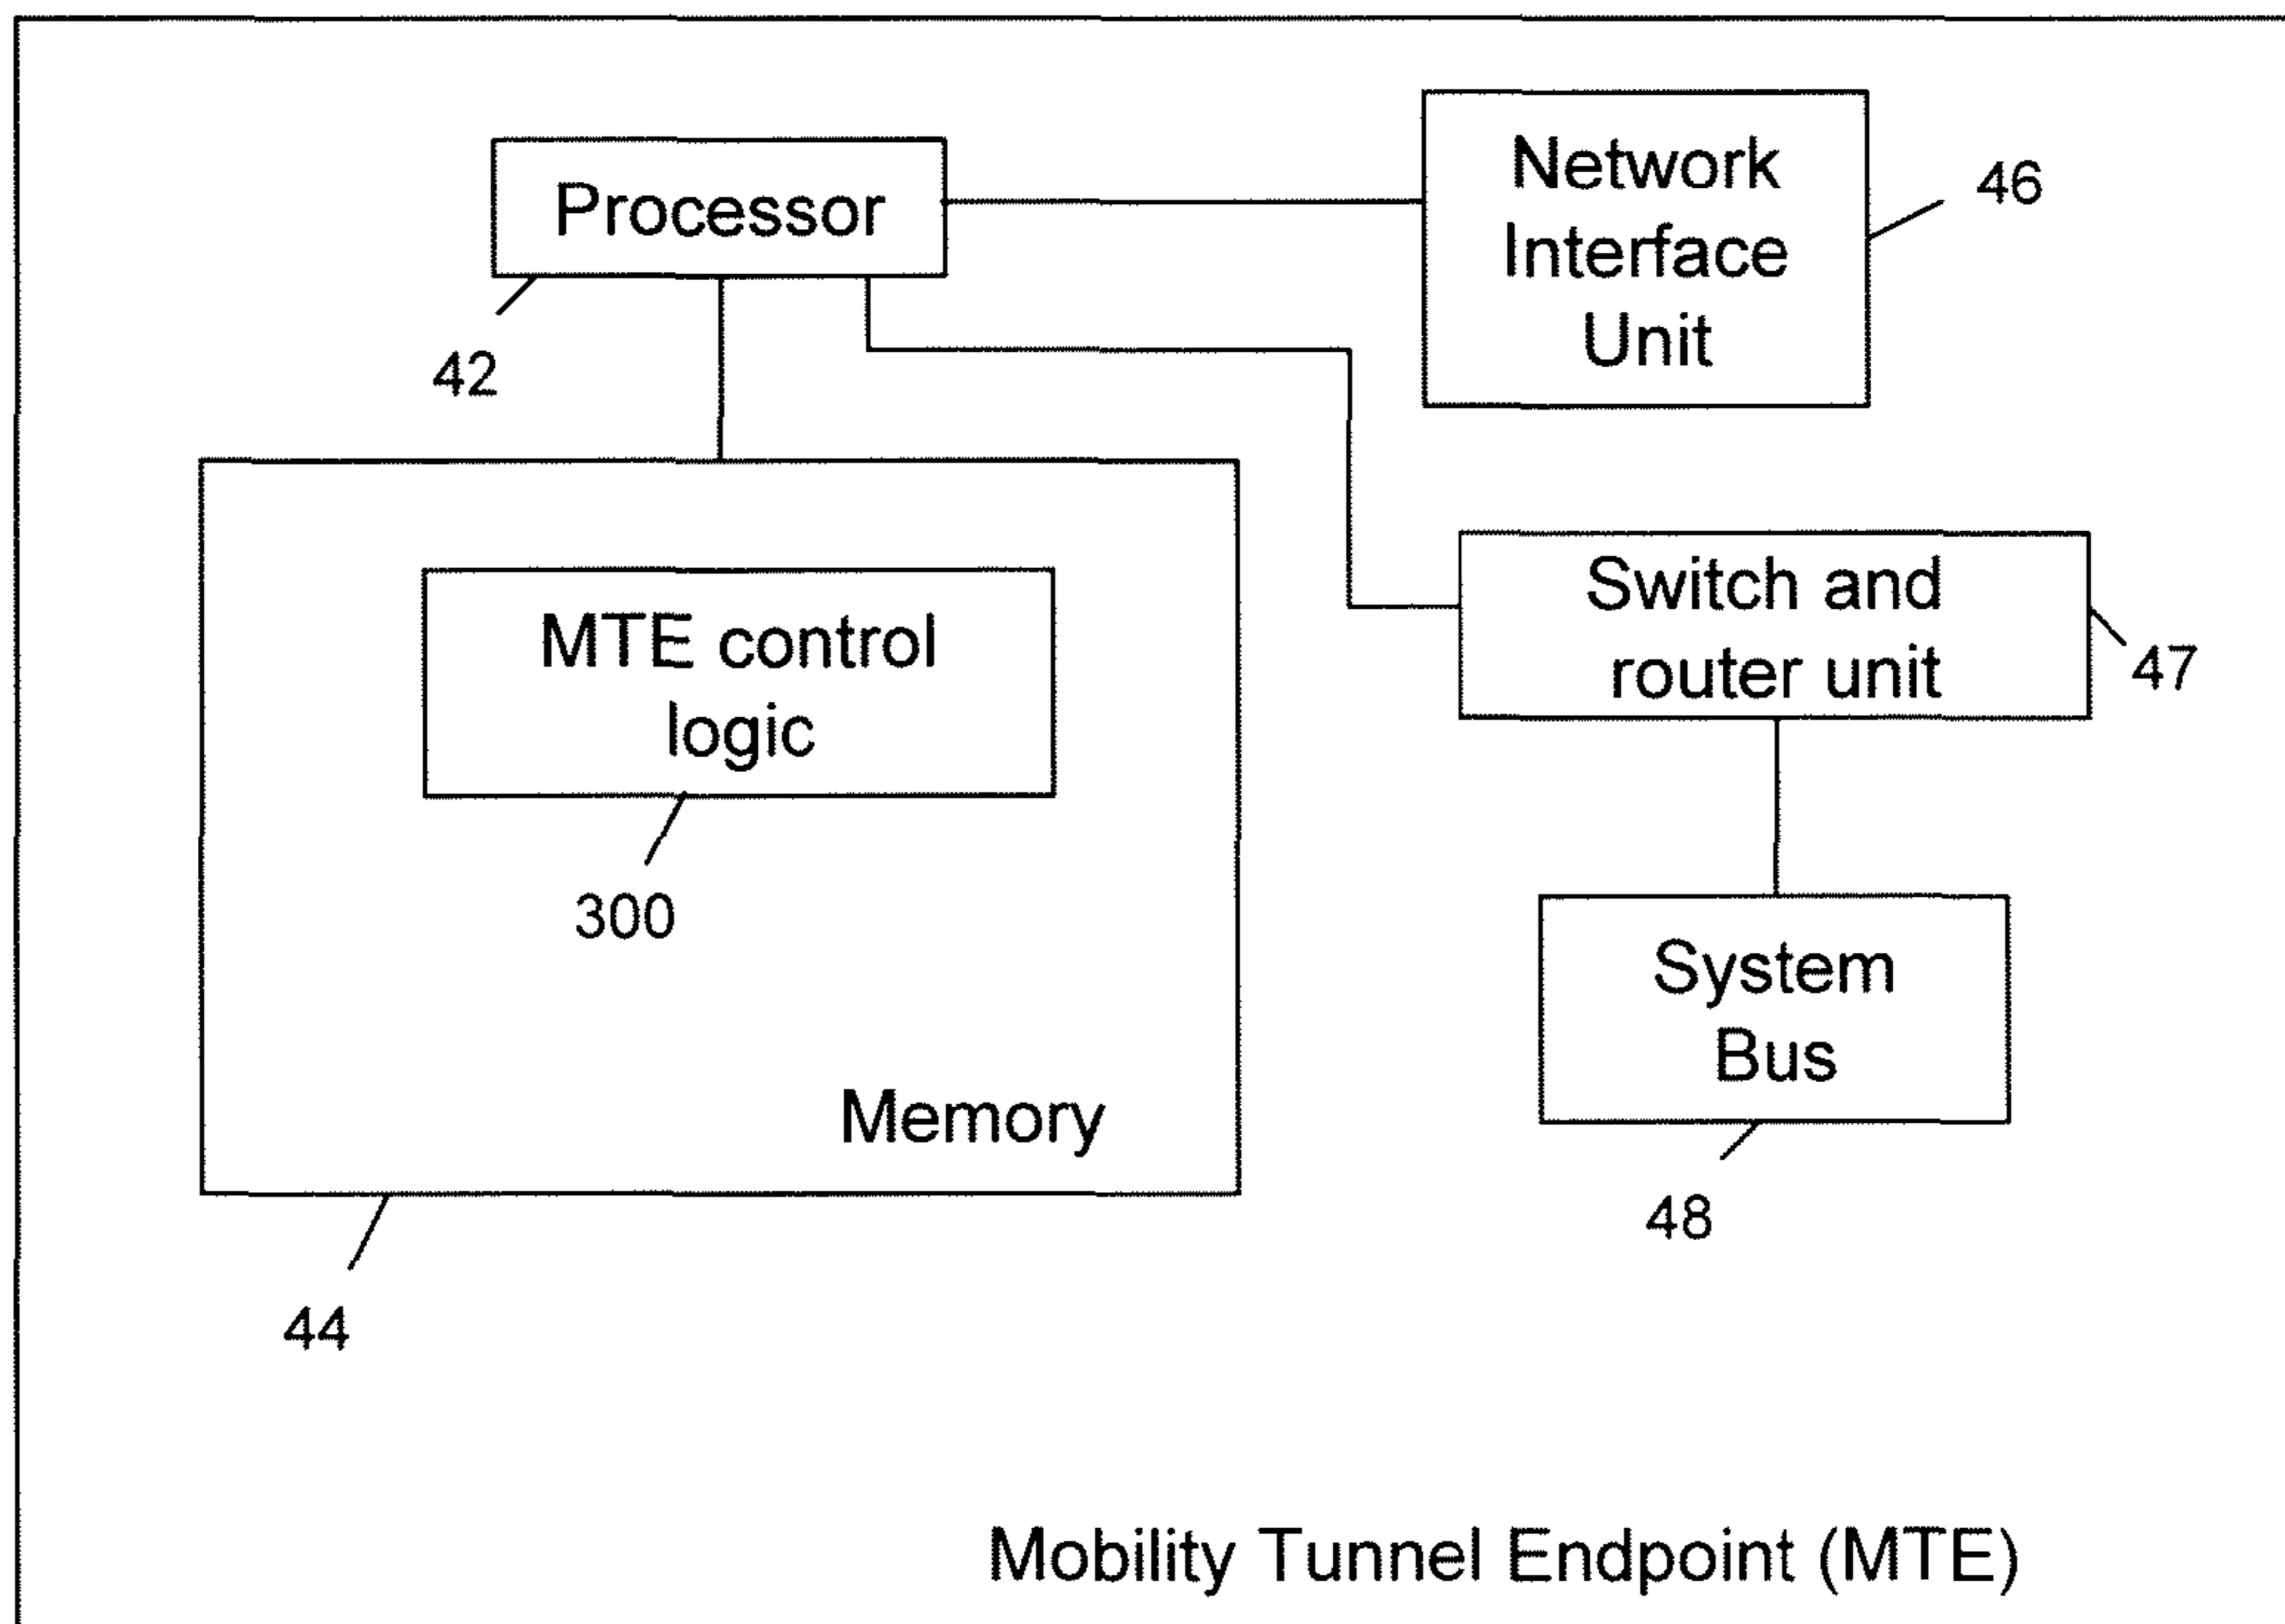 Processor
42
Network
Interface
Unit
46
MTE control
logic
300
Memory
44
Switch and
router unit
47
System
Bus
48
Mobility Tunnel Endpoint (MTE)